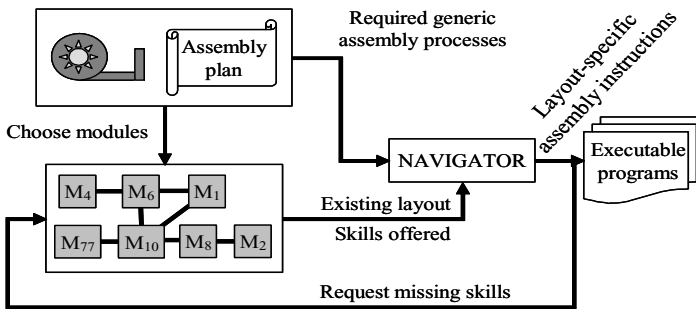 Required generic
assembly processes
Assembly
plan
Layout-specific
assembly instructions
Choose modules
NAVIGATOR
Executable
programs
M4
M6
M1
Existing layout
M77
M10
M8
M2
Skills offered
Request missing skills